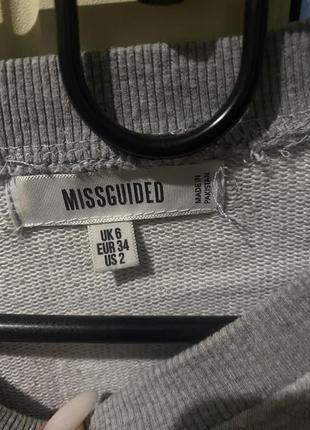 MISSGUIDED
MADE IN
PAKISTAN
UK 6
EUR 34
US 2